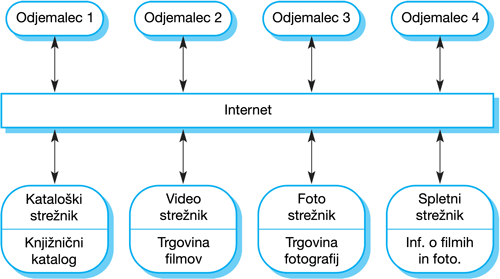 Odjemalec 1
Odjemalec 2
Odjemalec 3
Odjemalec 4
Internet
Kataloški
strežnik
Knjižnični
katalog
Video
strežnik
Trgovina
filmov
Foto
strežnik
Trgovina
fotografij
Spletni
strežnik
Inf. o filmih
in foto.